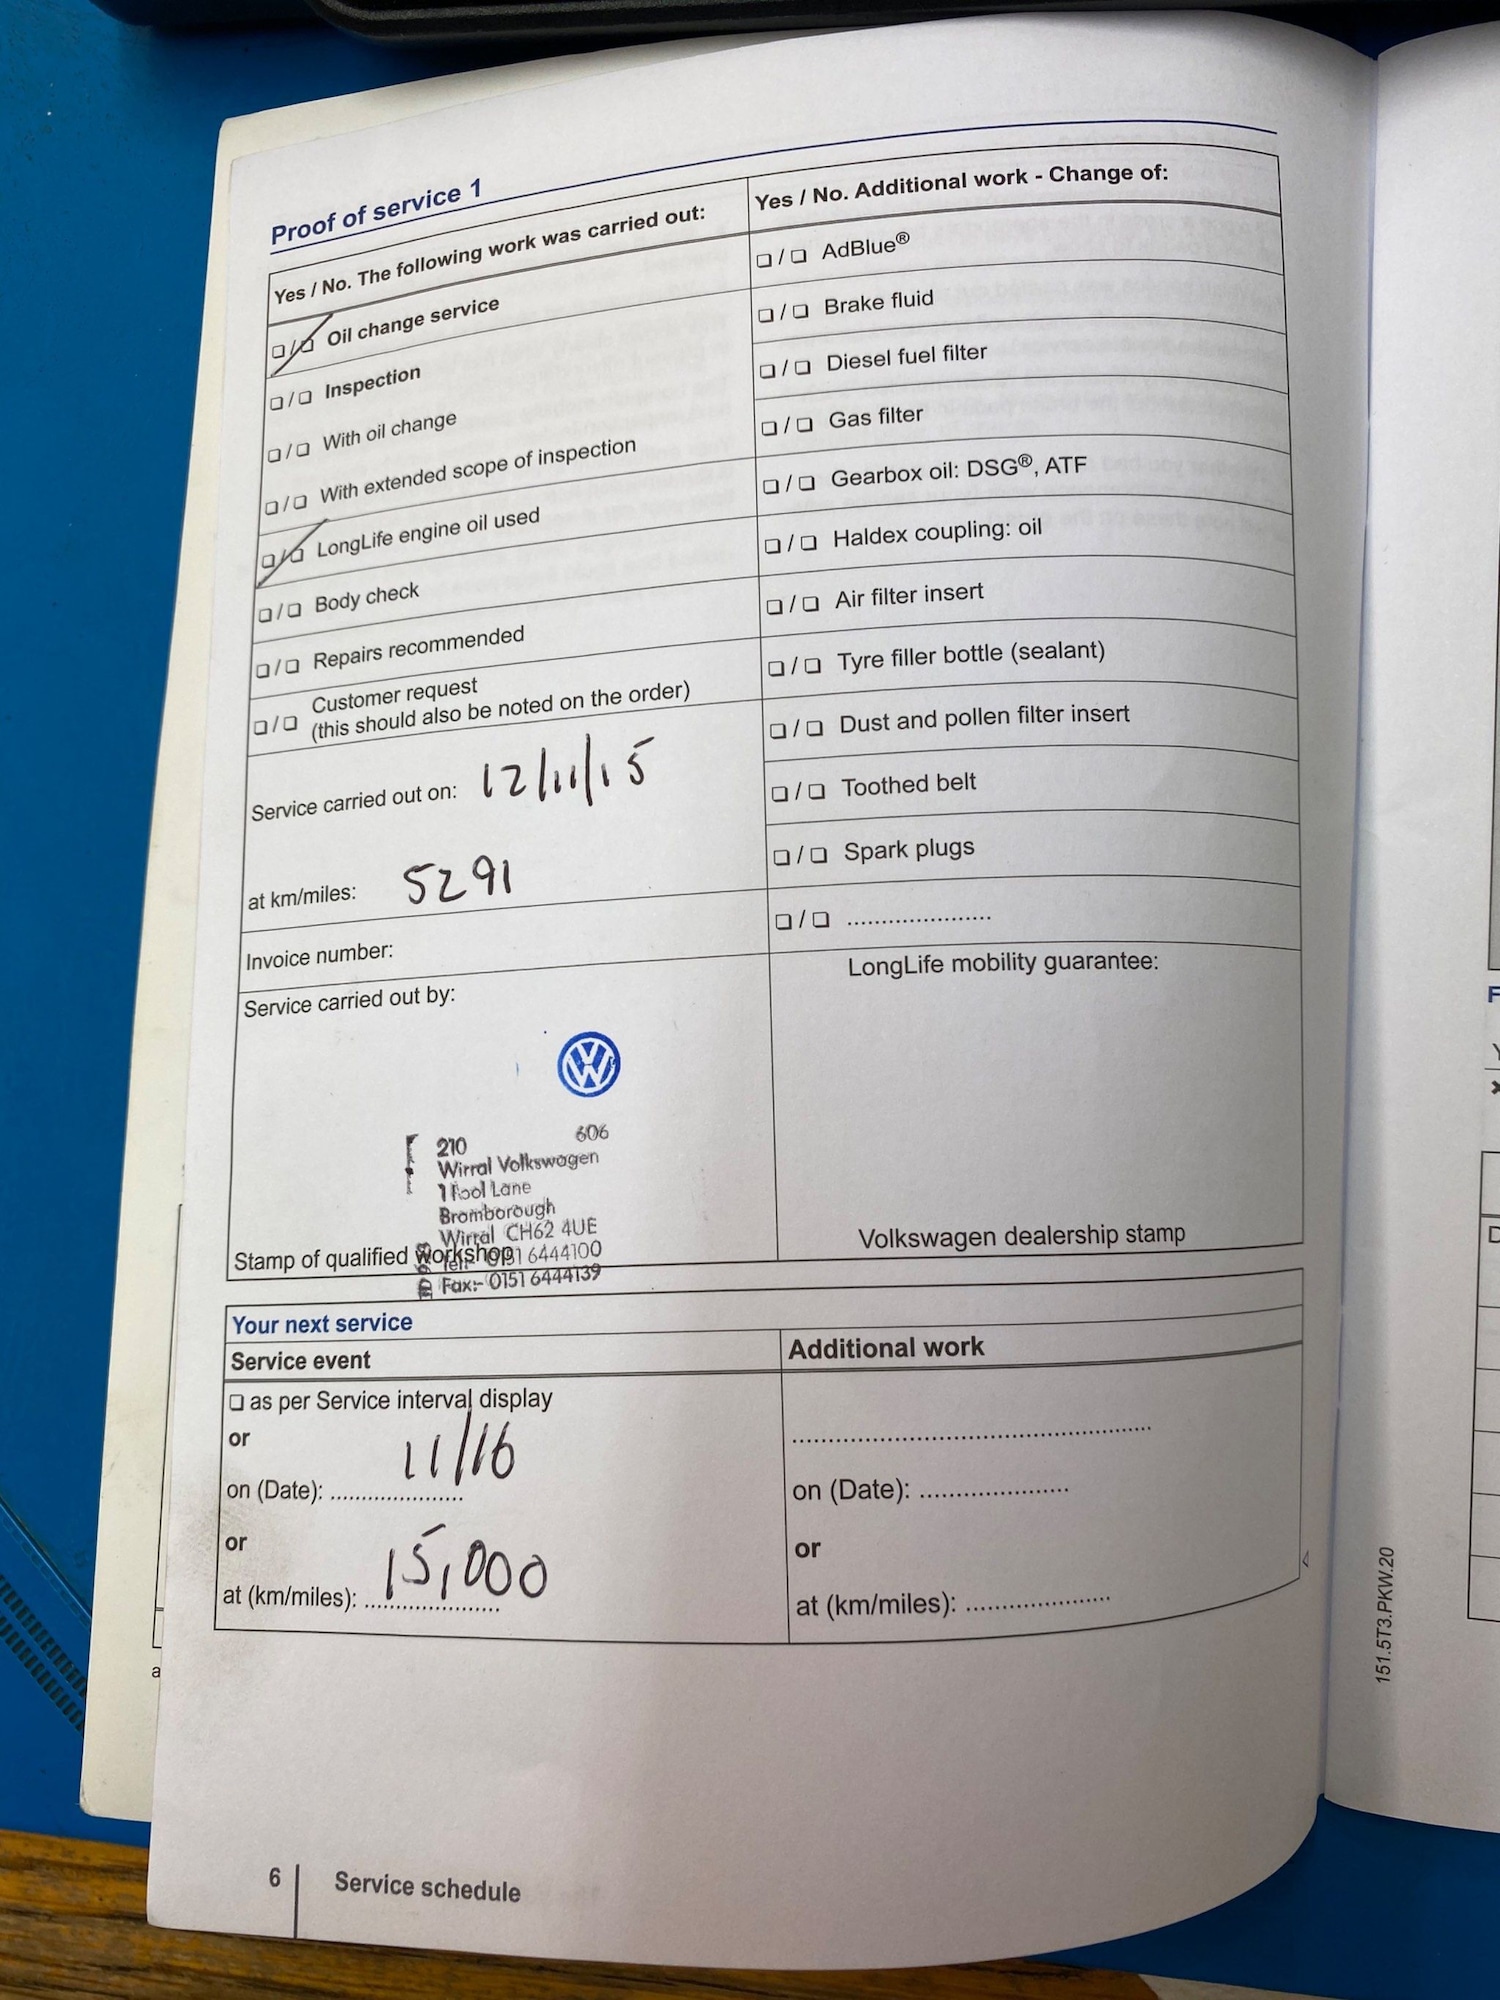 Proof of service 1
Yes / No. The following work was carried out:
❏ / ❏ Oil change service
❏ / ❏ Inspection
❏ / ❏ With oil change
❏ / ❏ With extended scope of inspection
❏ / ❏ LongLife engine oil used
❏ / ❏ Body check
❏ / ❏ Repairs recommended
❏ / ❏ Customer request
(this should also be noted on the order)
Service carried out on: 12/11/15
at km/miles: 5291
Invoice number:
Service carried out by:
VW
210 606
Wirral Volkswagen
1 Pool Lane
Bromborough
Wirral CH62 4UE
Tel:- 0151 6444100
Fax:- 0151 6444139
Stamp of qualified workshop
Yes / No. Additional work - Change of:
❏ / ❏ AdBlue®
❏ / ❏ Brake fluid
❏ / ❏ Diesel fuel filter
❏ / ❏ Gas filter
❏ / ❏ Gearbox oil: DSG®, ATF
❏ / ❏ Haldex coupling: oil
❏ / ❏ Air filter insert
❏ / ❏ Tyre filler bottle (sealant)
❏ / ❏ Dust and pollen filter insert
❏ / ❏ Toothed belt
❏ / ❏ Spark plugs
❏ / ❏ ......................
LongLife mobility guarantee:
Volkswagen dealership stamp
Your next service
Service event
❏ as per Service interval display
or
on (Date): 11/16
or
at (km/miles): 15,000
Additional work
on (Date): ......................
or
at (km/miles): ......................
151.5T3.PKW.20
6
Service schedule